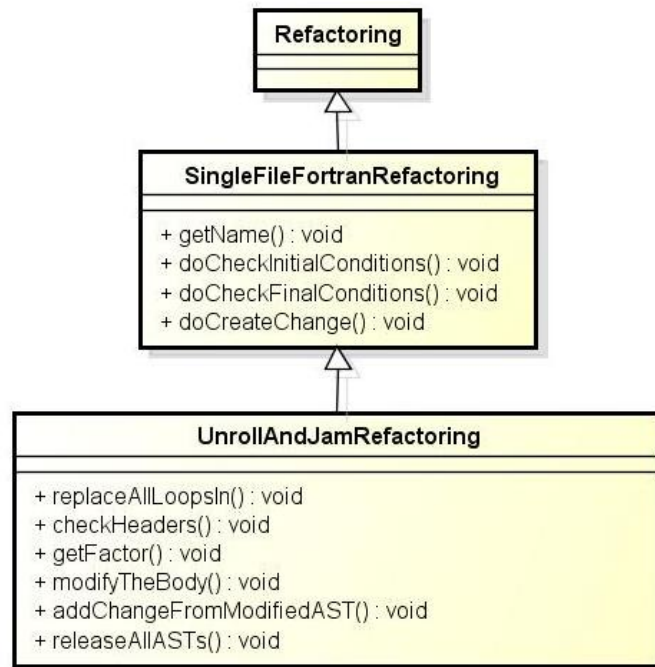 Refactoring
SingleFileFortranRefactoring
+ getName() : void
+ doCheckInitialConditions() : void
+ doCheckFinalConditions() : void
+ doCreateChange() : void
UnrollAndJamRefactoring
+ replaceAllLoopsIn() : void
+ checkHeaders() : void
+ getFactor() : void
+ modifyTheBody() : void
+ addChangeFromModifiedAST() : void
+ releaseAllASTs() : void